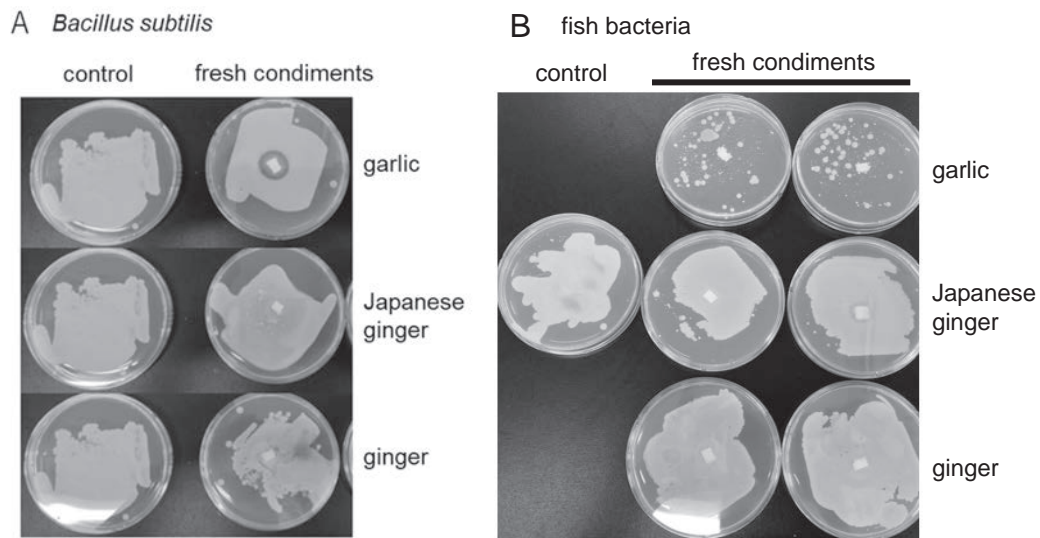 A Bacillus subtilis
control fresh condiments
garlic
Japanese
ginger
ginger
B fish bacteria
control fresh condiments
garlic
Japanese
ginger
ginger